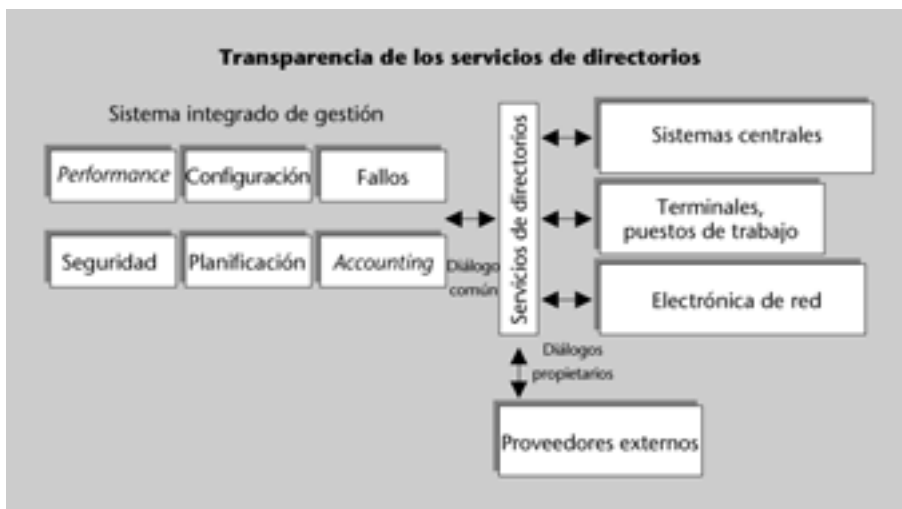 Transparencia de los servicios de directorios
Sistema integrado de gestión
Performance
Configuración
Fallos
Seguridad
Planificación
Accounting
Diálogo
común
Servicios de directorios
Sistemas centrales
Terminales,
puestos de trabajo
Electrónica de red
Diálogos
propietarios
Proveedores externos